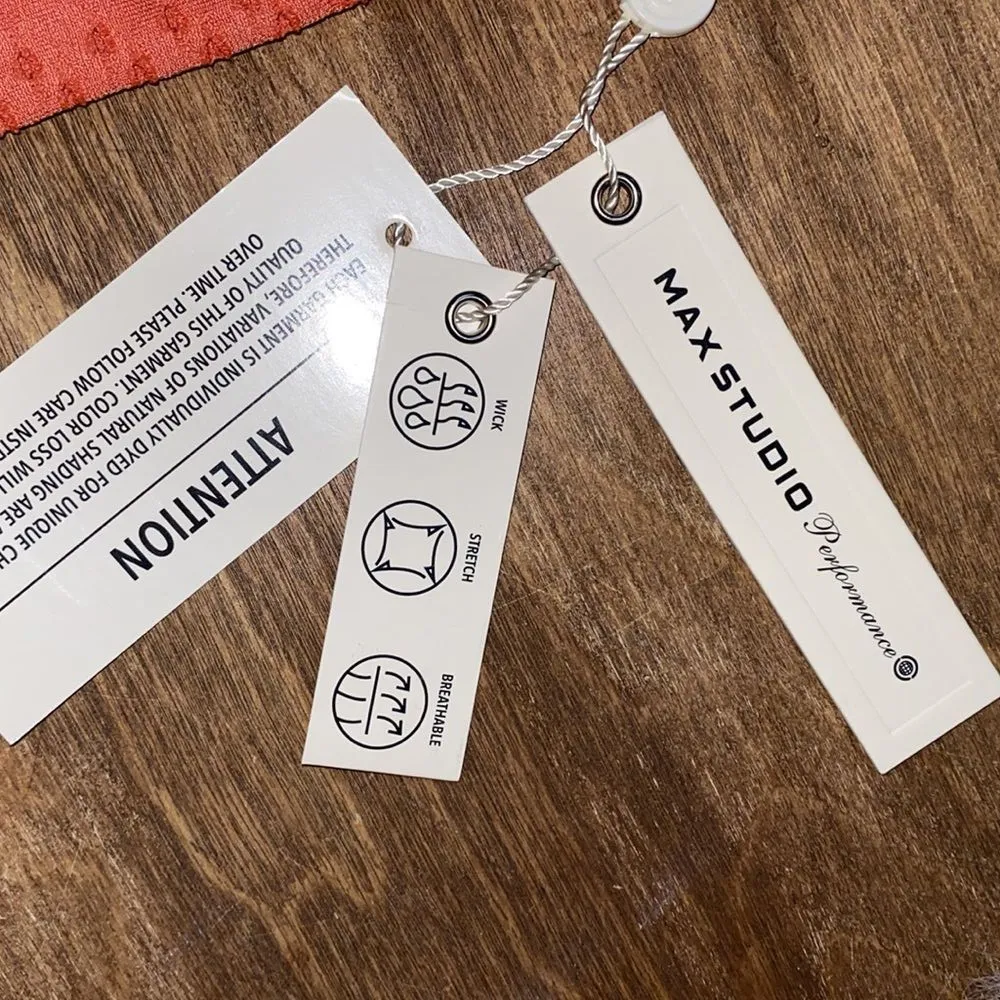 ATTENTION
EACH GARMENT IS INDIVIDUALLY DYED FOR UNIQUE
THEREFORE, VARIATIONS OF NATURAL SHADING ARE
QUALITY OF THIS GARMENT. COLOR LOSS WILL
OVER TIME. PLEASE FOLLOW CARE
WICK
STRETCH
BREATHABLE
MAX STUDIO Performance